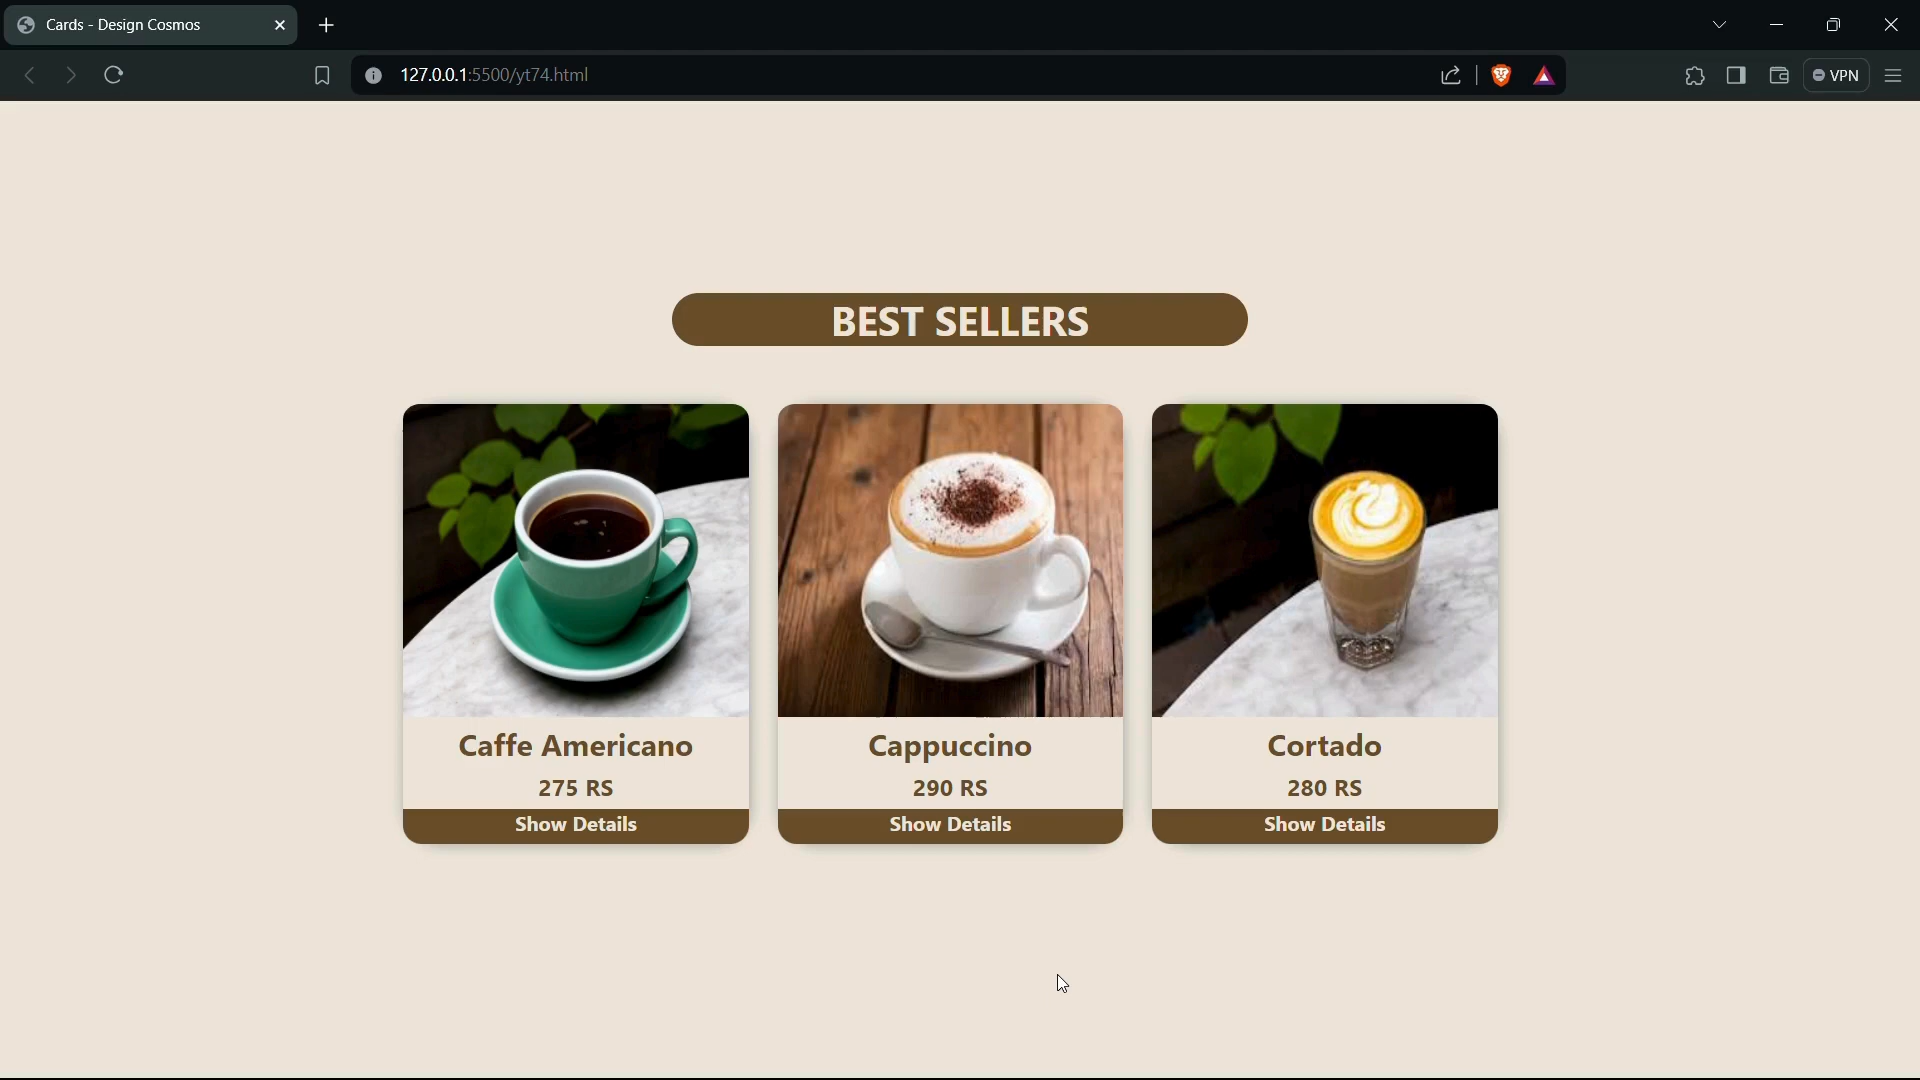 Cards - Design Cosmos
127.0.0.1:5500/yt74.html
VPN
BEST SELLERS
Caffe Americano
275 RS
Show Details
Cappuccino
290 RS
Show Details
Cortado
280 RS
Show Details